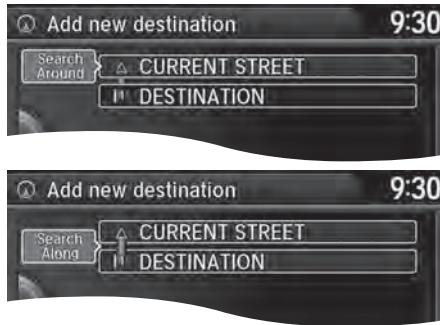 Add new destination 9:30
Search Around
CURRENT STREET
DESTINATION
Add new destination 9:30
Search Along
CURRENT STREET
DESTINATION